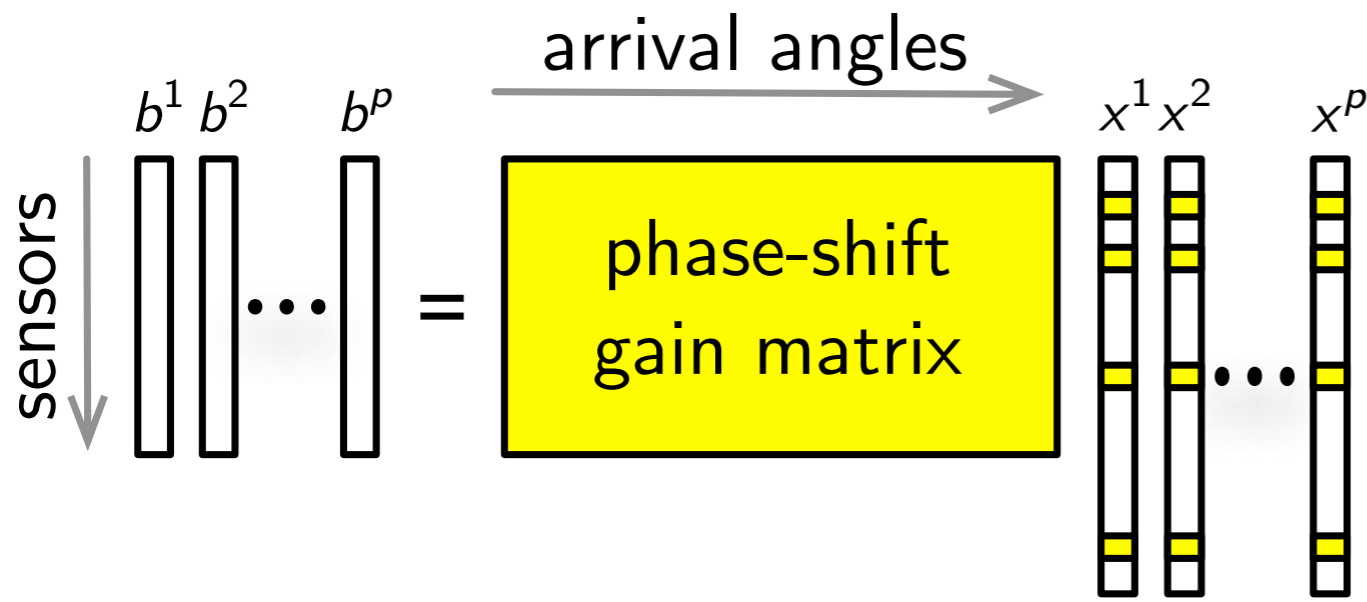 arrival angles
b¹ b² bᵖ
x¹ x² xᵖ
sensors
...
=
phase-shift
gain matrix
...